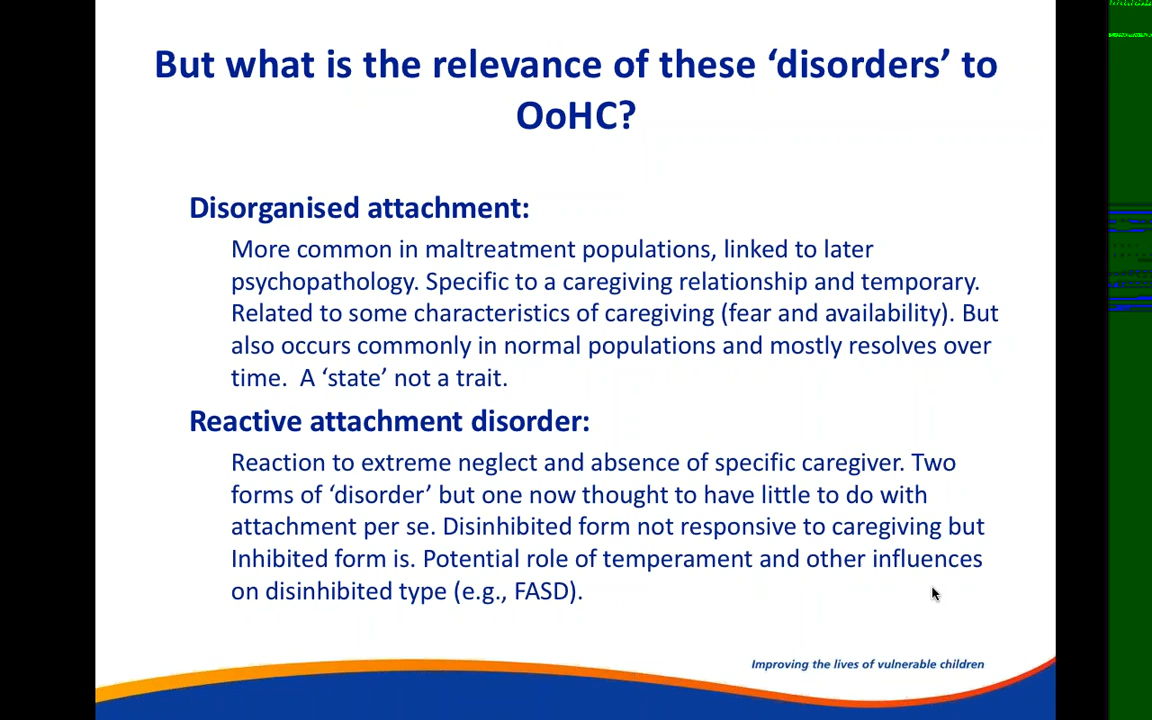 But what is the relevance of these ‘disorders’ to
OoHC?
Disorganised attachment:
More common in maltreatment populations, linked to later
psychopathology. Specific to a caregiving relationship and temporary.
Related to some characteristics of caregiving (fear and availability). But
also occurs commonly in normal populations and mostly resolves over
time.  A ‘state’ not a trait.
Reactive attachment disorder:
Reaction to extreme neglect and absence of specific caregiver. Two
forms of ‘disorder’ but one now thought to have little to do with
attachment per se. Disinhibited form not responsive to caregiving but
Inhibited form is. Potential role of temperament and other influences
on disinhibited type (e.g., FASD).
Improving the lives of vulnerable children